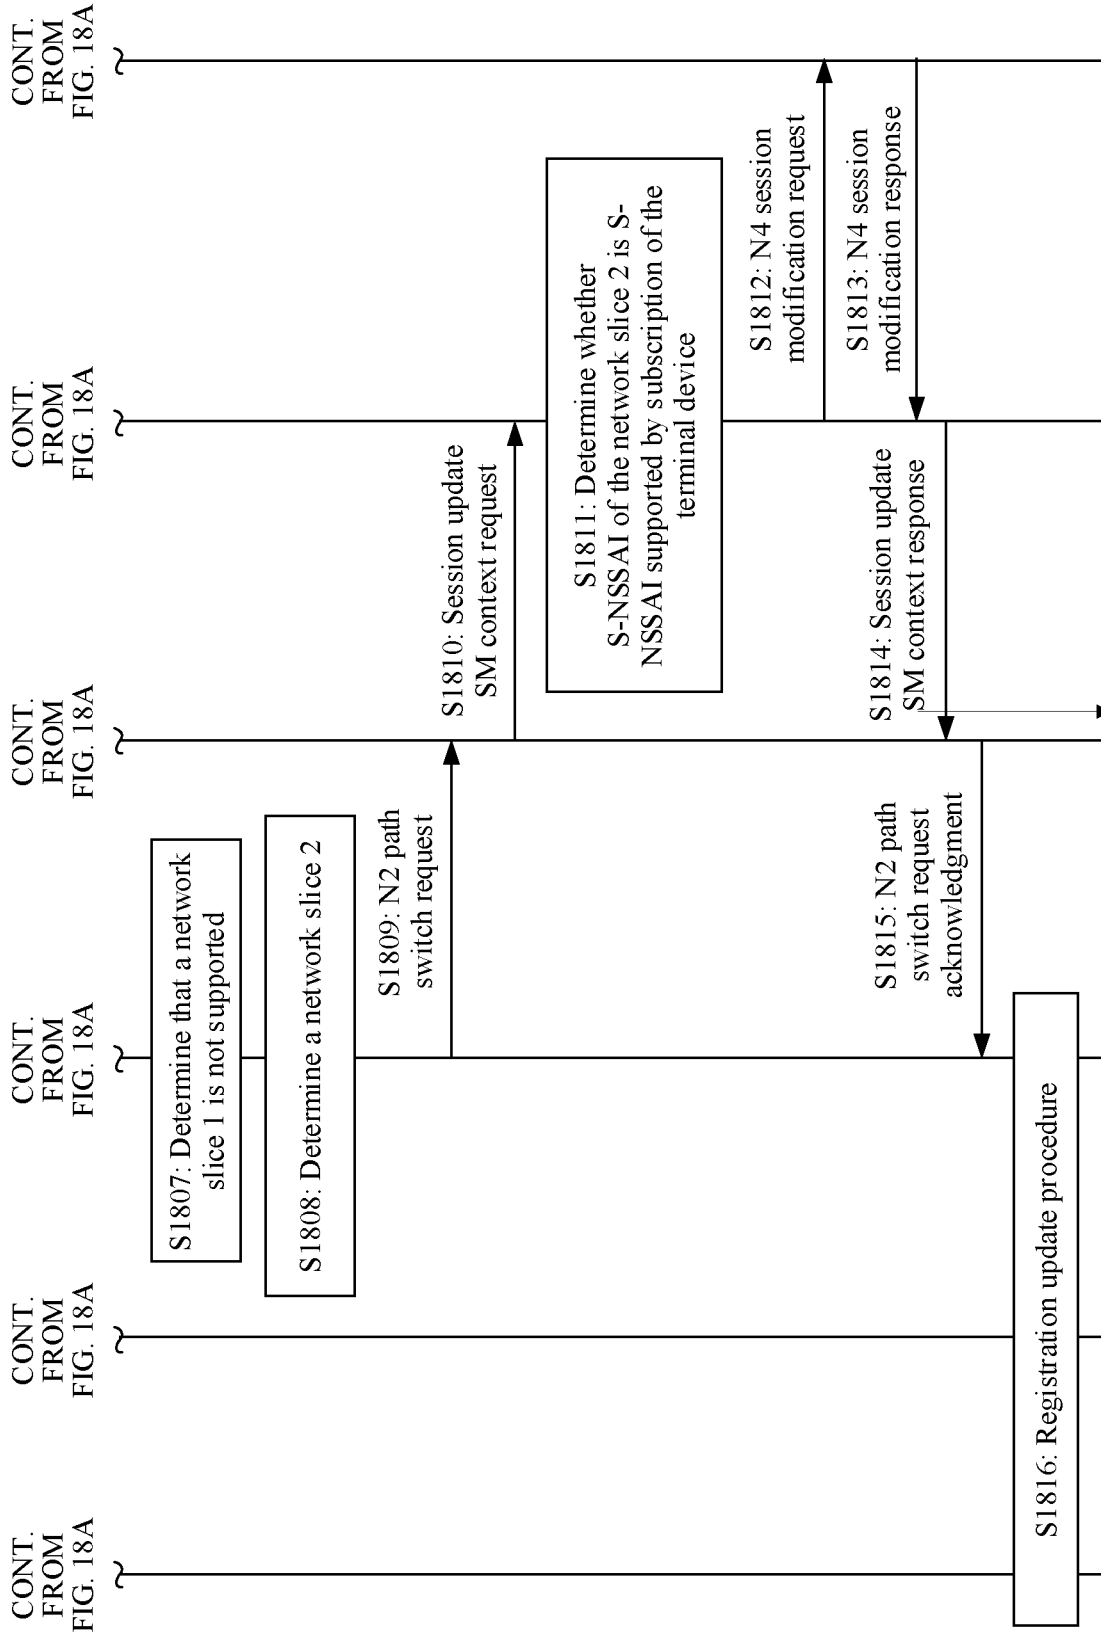 CONT.
FROM
FIG. 18A
CONT.
FROM
FIG. 18A
CONT.
FROM
FIG. 18A
CONT.
FROM
FIG. 18A
CONT.
FROM
FIG. 18A
CONT.
FROM
FIG. 18A
S1807: Determine that a network
slice 1 is not supported
S1808: Determine a network slice 2
S1809: N2 path
switch request
S1810: Session update
SM context request
S1811: Determine whether
S-NSSAI of the network slice 2 is S-
NSSAI supported by subscription of the
terminal device
S1812: N4 session
modification request
S1813: N4 session
modification response
S1814: Session update
SM context response
S1815: N2 path
switch request
acknowledgment
S1816: Registration update procedure